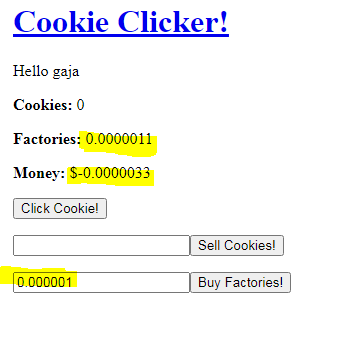 Cookie Clicker!
Hello gaja
Cookies: 0
Factories: 0.0000011
Money: $-0.0000033
Click Cookie!
Sell Cookies!
0.000001 Buy Factories!